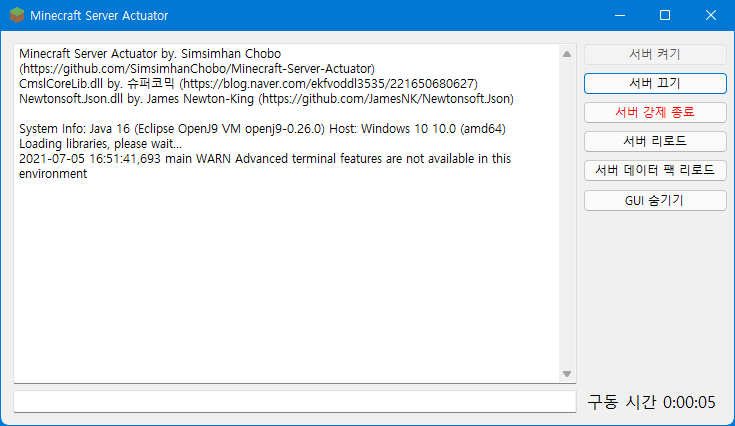 Minecraft Server Actuator
Minecraft Server Actuator by. Simsimhan Chobo
(https://github.com/SimsimhanChobo/Minecraft-Server-Actuator)
CmslCoreLib.dll by. 슈퍼코믹 (https://blog.naver.com/ekfvoddl3535/221650680627)
Newtonsoft.Json.dll by. James Newton-King (https://github.com/JamesNK/Newtonsoft.Json)
System Info: Java 16 (Eclipse OpenJ9 VM openj9-0.26.0) Host: Windows 10 10.0 (amd64)
Loading libraries, please wait...
2021-07-05 16:51:41,693 main WARN Advanced terminal features are not available in this
environment
서버 켜기
서버 끄기
서버 강제 종료
서버 리로드
서버 데이터 팩 리로드
GUI 숨기기
구동 시간 0:00:05